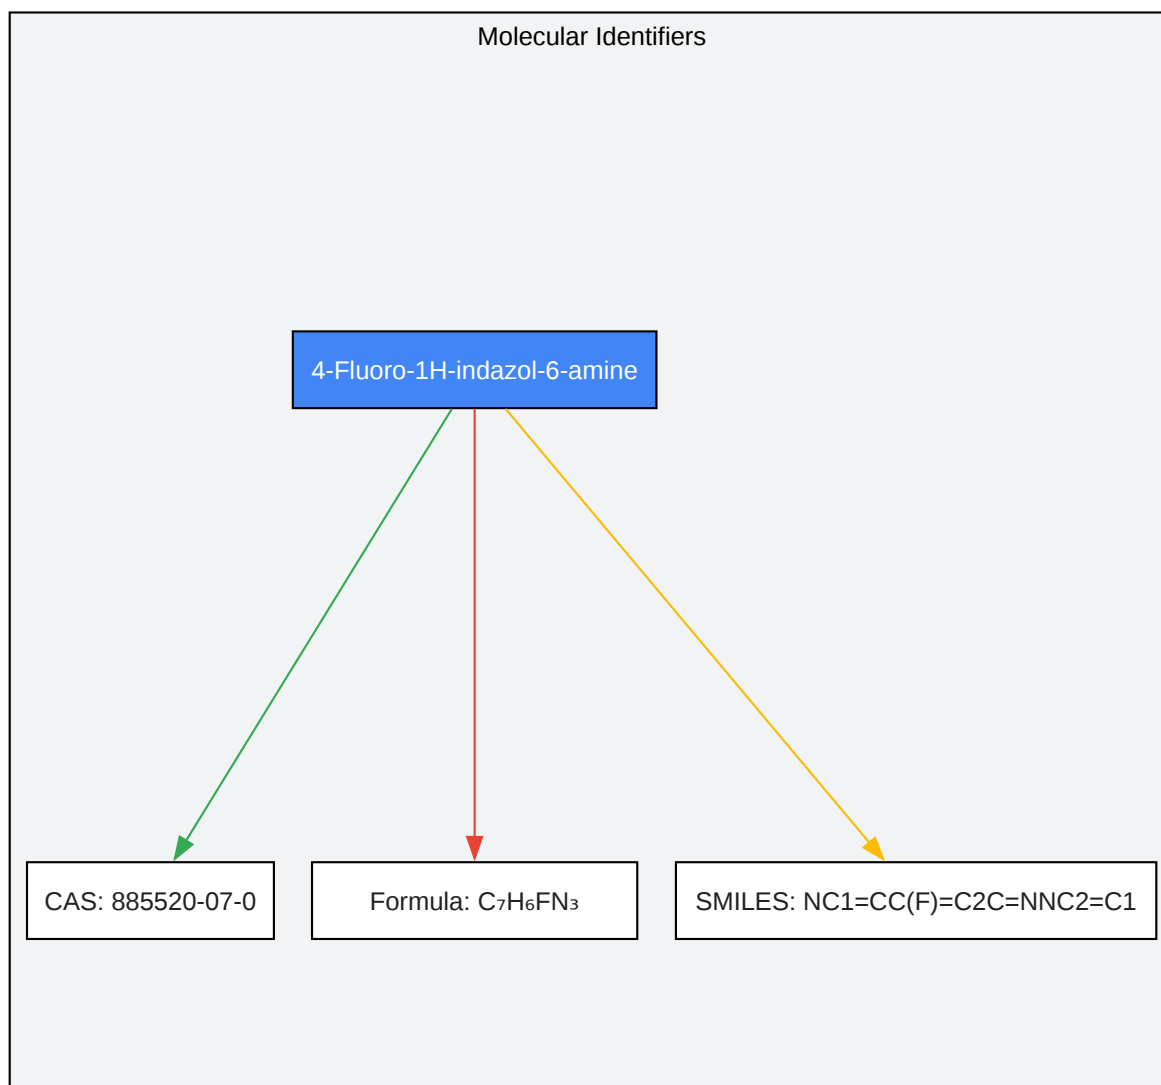 Molecular Identifiers
4-Fluoro-1H-indazol-6-amine
CAS: 885520-07-0
Formula: C₇H₆FN₃
SMILES: NC1=CC(F)=C2C=NNC2=C1